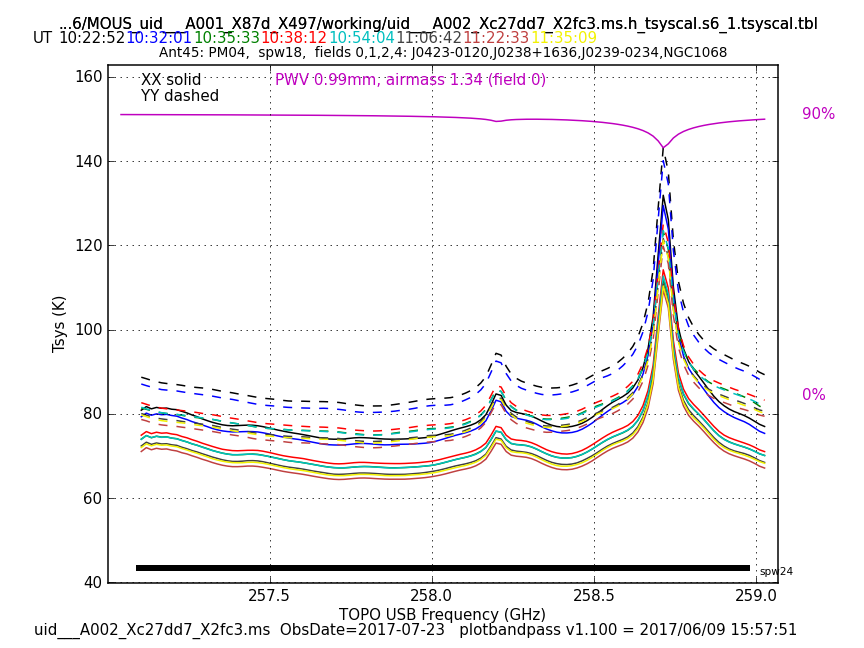 ...6/MOUS_uid___A001_X87d_X497/working/uid___A002_Xc27dd7_X2fc3.ms.h_tsyscal.s6_1.tsyscal.tbl
UT 10:22:52 10:32:01 10:35:33 10:38:12 10:54:04 11:06:42 11:22:33 11:35:09
Ant45: PM04, spw18, fields 0,1,2,4: J0423-0120,J0238+1636,J0239-0234,NGC1068
160
XX solid
PWV 0.99mm, airmass 1.34 (field 0)
YY dashed
90%
140
120
Tsys (K)
100
0%
80
60
spw24
40
257.5 258.0 258.5 259.0
TOPO USB Frequency (GHz)
uid___A002_Xc27dd7_X2fc3.ms ObsDate=2017-07-23 plotbandpass v1.100 = 2017/06/09 15:57:51